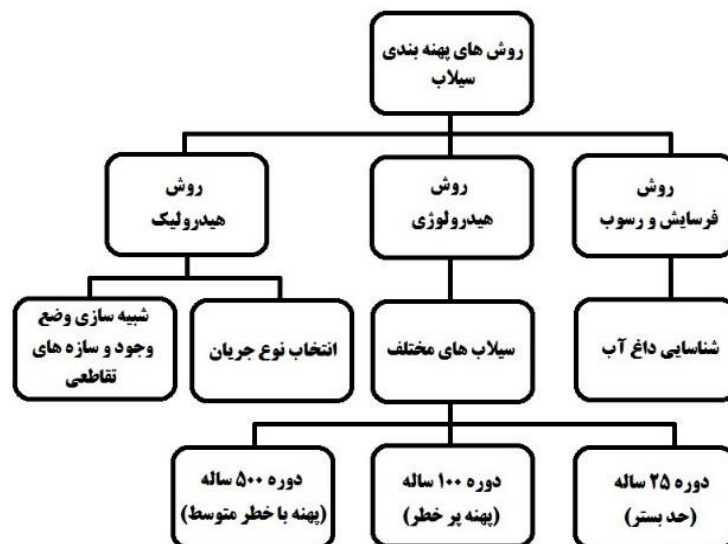 روش های پهنه بندی
سیلاب
روش
فرسایش و رسوب
روش
هیدرولوژی
روش
هیدرولیک
شناسایی داغ آب
سیلاب های مختلف
انتخاب نوع جریان
شبیه سازی وضع
وجود و سازه های
تقاطعی
دوره ۲۵ ساله
(حد بستر)
دوره ۱۰۰ ساله
(پهنه پر خطر)
دوره ۵۰۰ ساله
(پهنه با خطر متوسط)